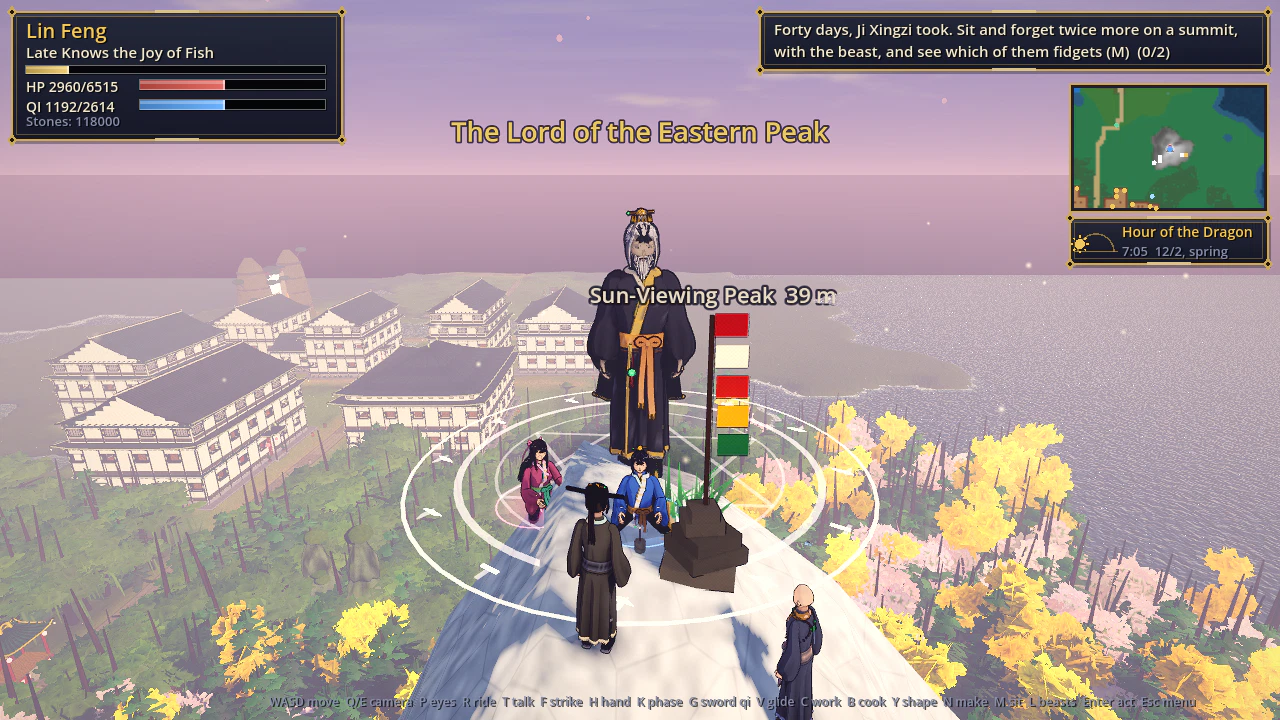 Lin Feng
Late Knows the Joy of Fish
HP 2960/6515
QI 1192/2614
Stones: 118000
Forty days, Ji Xingzi took. Sit and forget twice more on a summit,
with the beast, and see which of them fidgets (M) (0/2)
The Lord of the Eastern Peak
Hour of the Dragon
7:05 12/2, spring
Sun-Viewing Peak 39 m
WASD move Q/E camera P eyes R ride T talk F strike H hand K phase G sword qi V glide C work B cook Y shape N make M sit L beasts Enter act Esc menu